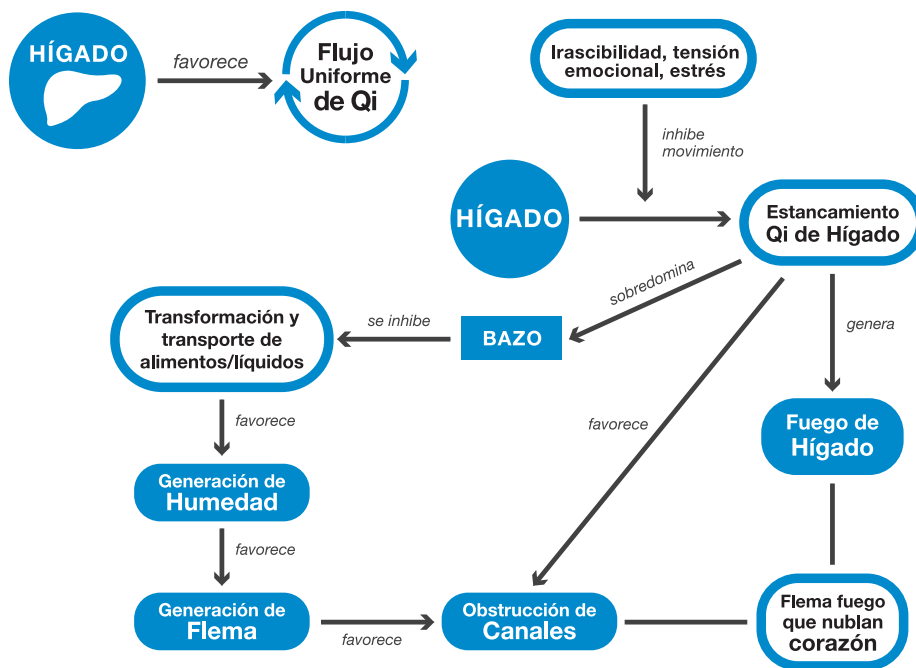 HÍGADO
favorece
Flujo
Uniforme
de Qi
Irascibilidad, tensión
emocional, estrés
inhibe
movimiento
HÍGADO
Estancamiento
Qi de Hígado
sobredomina
genera
BAZO
se inhibe
Transformación y
transporte de
alimentos/líquidos
favorece
favorece
Fuego de
Hígado
Generación de
Humedad
favorece
Generación de
Flema
favorece
Obstrucción de
Canales
Flema fuego
que nublan
corazón